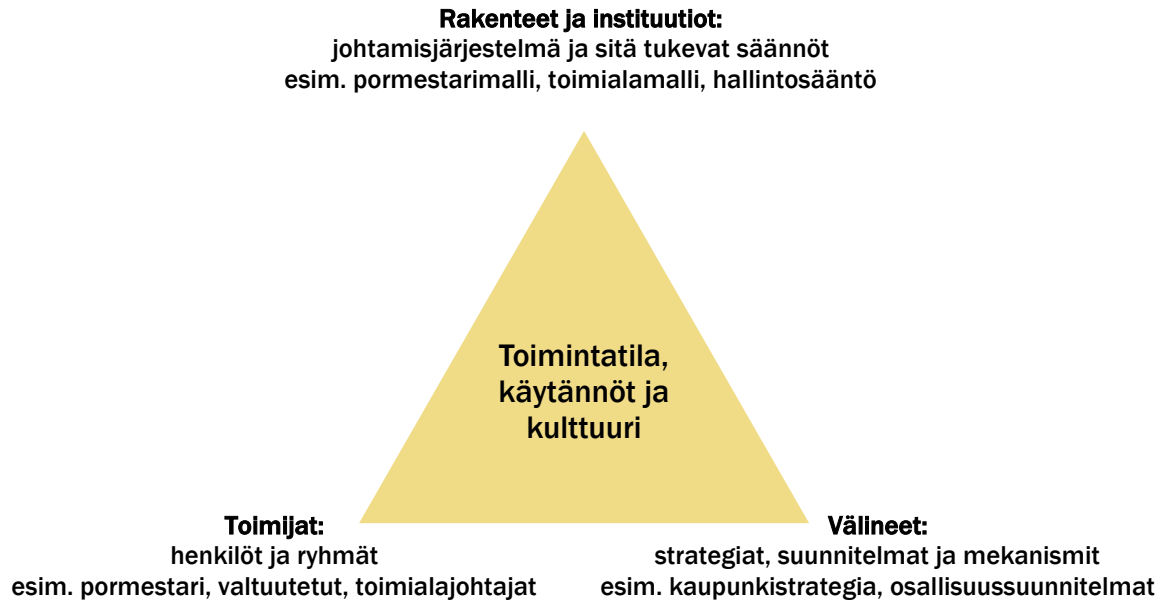 Rakenteet ja instituutiot:
johtamisjärjestelmä ja sitä tukevat säännöt
esim. pormestarimalli, toimialamalli, hallintosääntö
Toimintatila,
käytännöt ja
kulttuuri
Toimijat:
henkilöt ja ryhmät
esim. pormestari, valtuutetut, toimialajohtajat
Välineet:
strategiat, suunnitelmat ja mekanismit
esim. kaupunkistrategia, osallisuussuunnitelmat